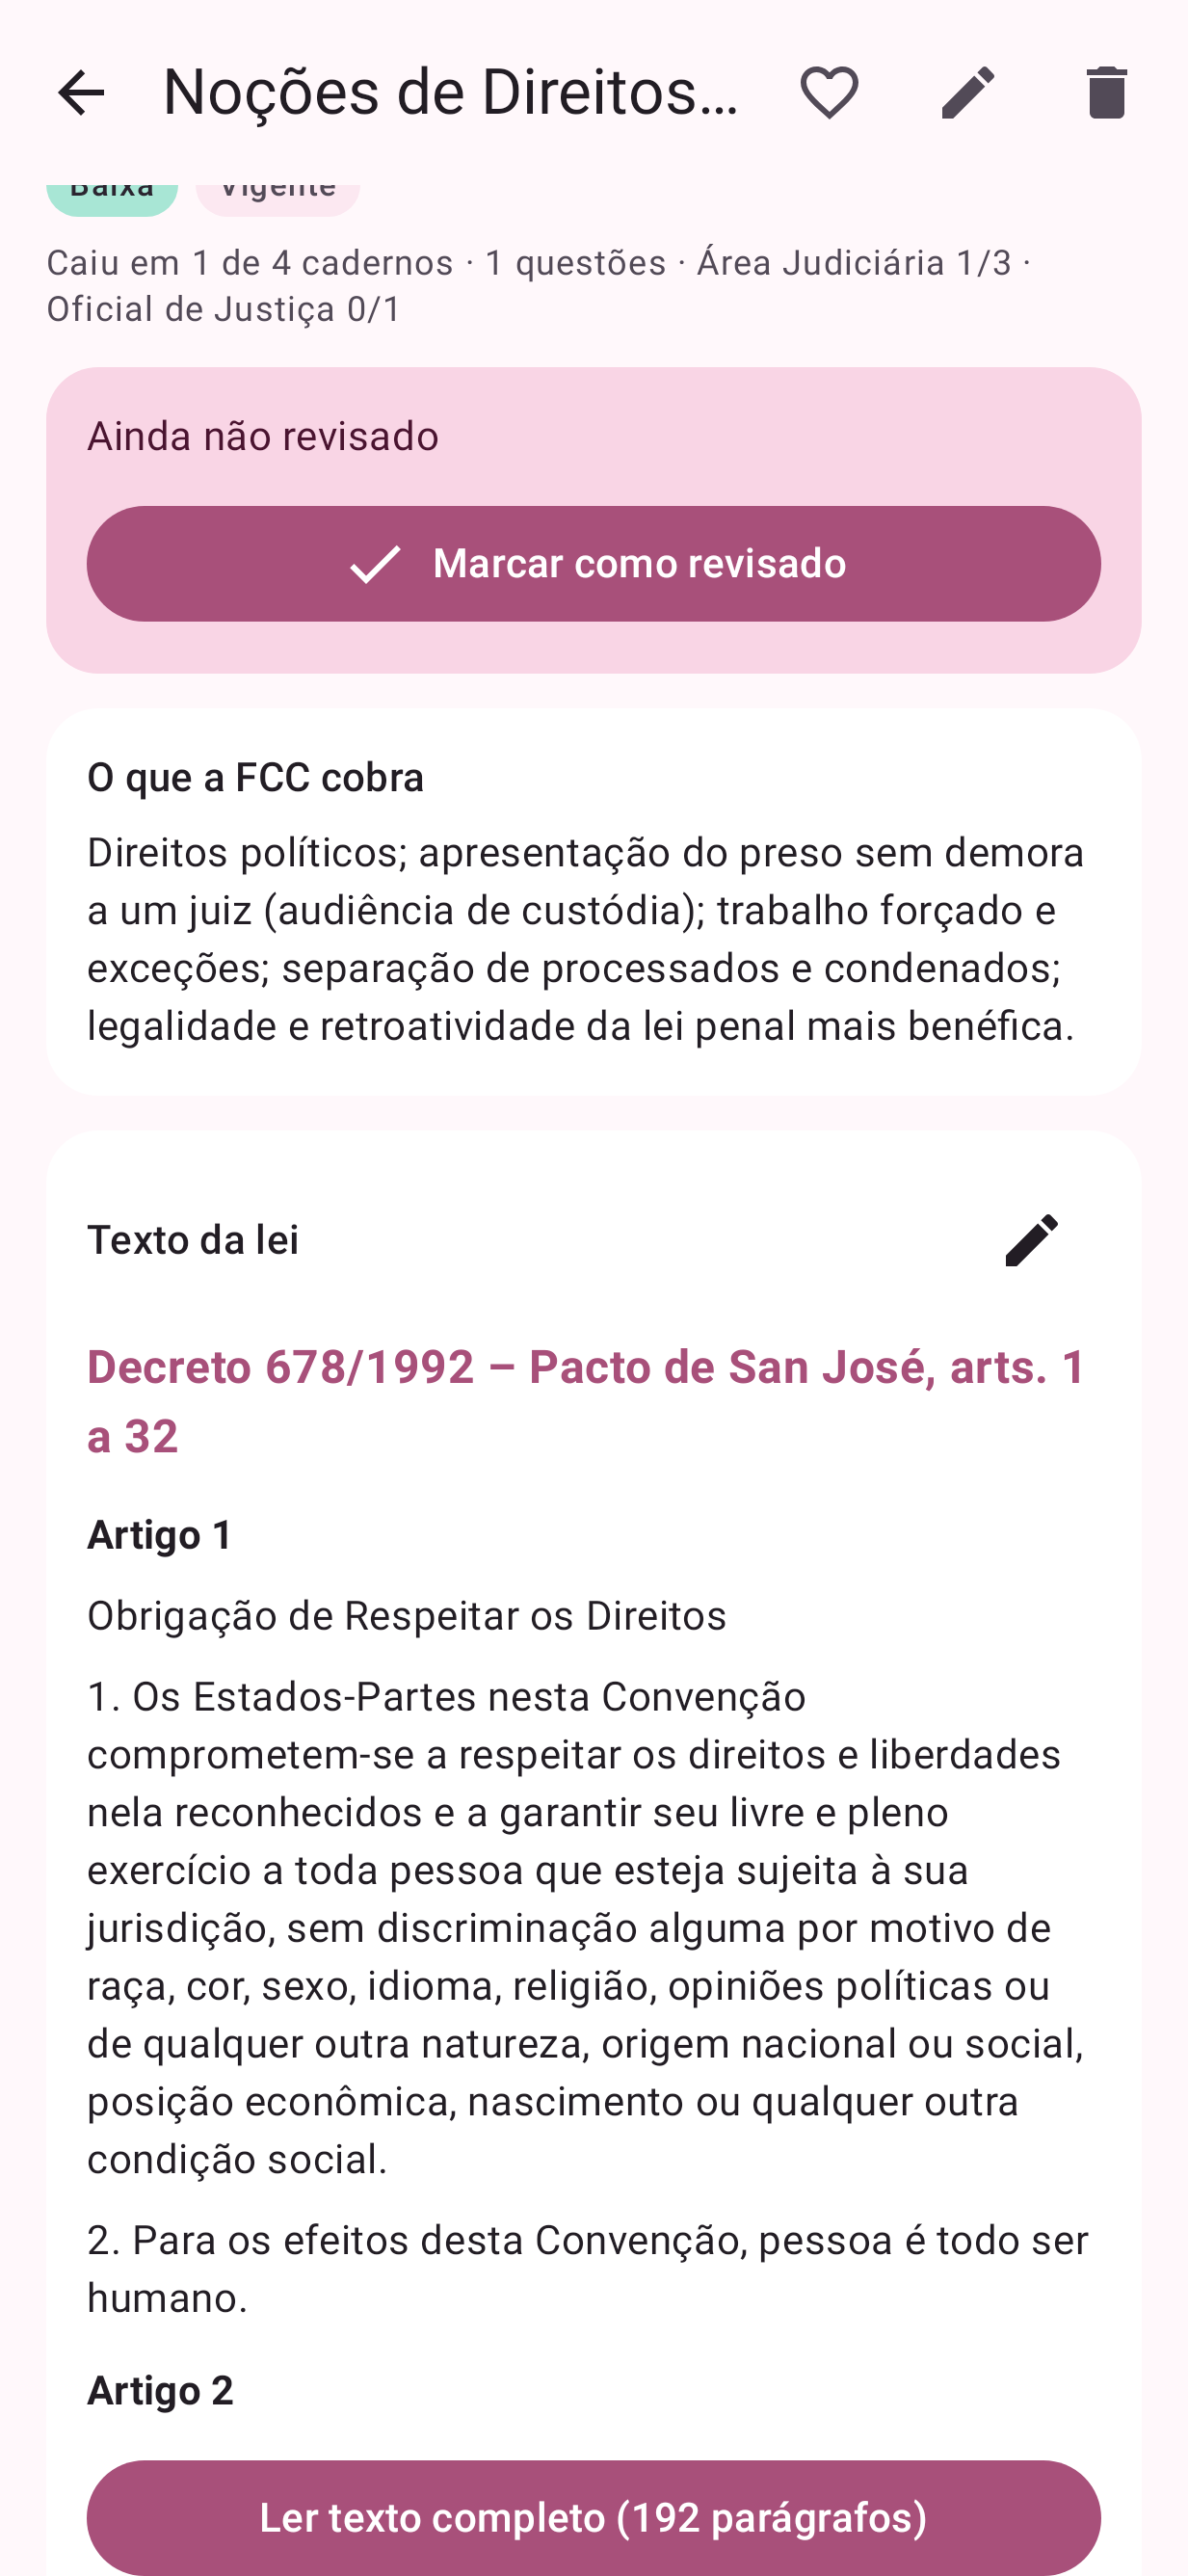 Noções de Direitos...
Baixa Vigente
Caiu em 1 de 4 cadernos · 1 questões · Área Judiciária 1/3 ·
Oficial de Justiça 0/1
Ainda não revisado
Marcar como revisado
O que a FCC cobra
Direitos políticos; apresentação do preso sem demora
a um juiz (audiência de custódia); trabalho forçado e
exceções; separação de processados e condenados;
legalidade e retroatividade da lei penal mais benéfica.
Texto da lei
Decreto 678/1992 – Pacto de San José, arts. 1
a 32
Artigo 1
Obrigação de Respeitar os Direitos
1. Os Estados-Partes nesta Convenção
comprometem-se a respeitar os direitos e liberdades
nela reconhecidos e a garantir seu livre e pleno
exercício a toda pessoa que esteja sujeita à sua
jurisdição, sem discriminação alguma por motivo de
raça, cor, sexo, idioma, religião, opiniões políticas ou
de qualquer outra natureza, origem nacional ou social,
posição econômica, nascimento ou qualquer outra
condição social.
2. Para os efeitos desta Convenção, pessoa é todo ser
humano.
Artigo 2
Ler texto completo (192 parágrafos)